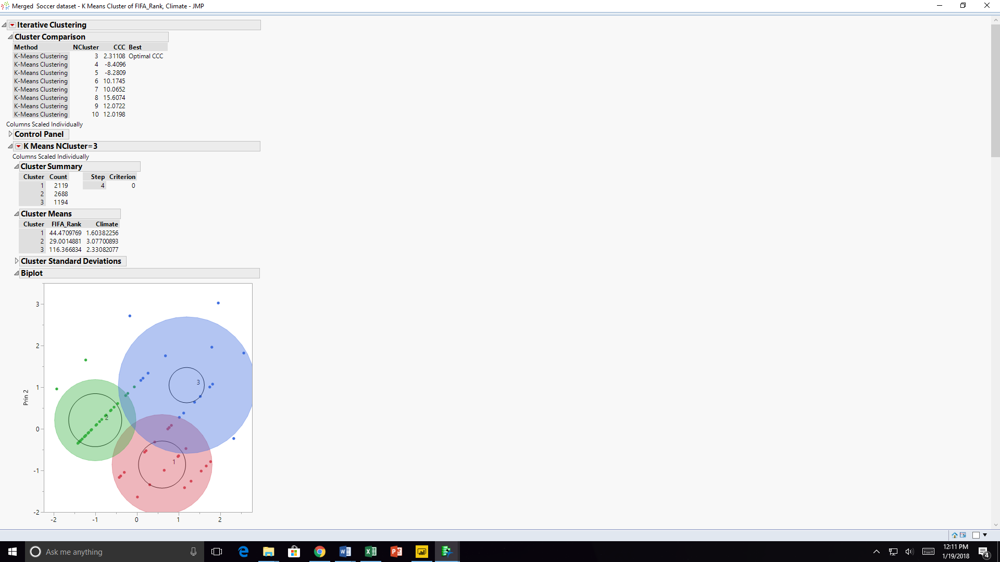 Merged  Soccer dataset - K Means Cluster of FIFA_Rank, Climate - JMP
Iterative Clustering
Cluster Comparison
Method NCluster CCC Best
K-Means Clustering 3 2.31108 Optimal CCC
K-Means Clustering 4 -8.4096
K-Means Clustering 5 -8.2809
K-Means Clustering 6 10.1745
K-Means Clustering 7 10.0652
K-Means Clustering 8 15.6074
K-Means Clustering 9 12.0722
K-Means Clustering 10 12.0198
Columns Scaled Individually
Control Panel
K Means NCluster=3
Columns Scaled Individually
Cluster Summary
Cluster Count Step Criterion
1 2119 4 0
2 2688
3 1194
Cluster Means
Cluster FIFA_Rank Climate
1 44.4709769 1.60382256
2 29.0014881 3.07700893
3 116.366834 2.33082077
Cluster Standard Deviations
Biplot
3
2
1
0
-1
-2
Prin 2
3
2
1
-2 -1 0 1 2
Ask me anything
12:11 PM
1/19/2018
4